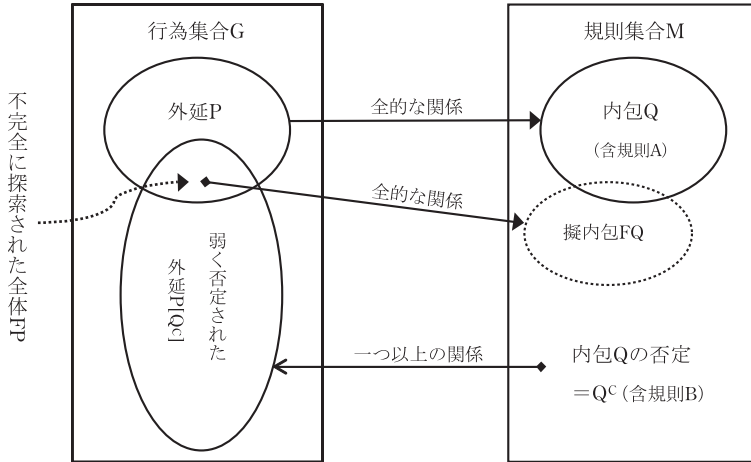 行為集合G
規則集合M
外延P
全的な関係
内包Q
(含規則A)
不完全に探索された全体FP
全的な関係
擬内包FQ
弱く否定された
外延P[Qᶜ]
一つ以上の関係
内包Qの否定
=Qᶜ(含規則B)